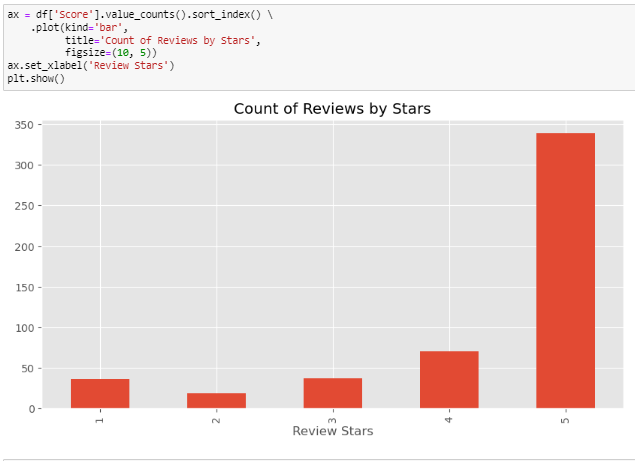 ax = df['Score'].value_counts().sort_index() \
    .plot(kind='bar',
          title='Count of Reviews by Stars',
          figsize=(10, 5))
ax.set_xlabel('Review Stars')
plt.show()
Count of Reviews by Stars
350
300
250
200
150
100
50
0
1 2 3 4 5
Review Stars